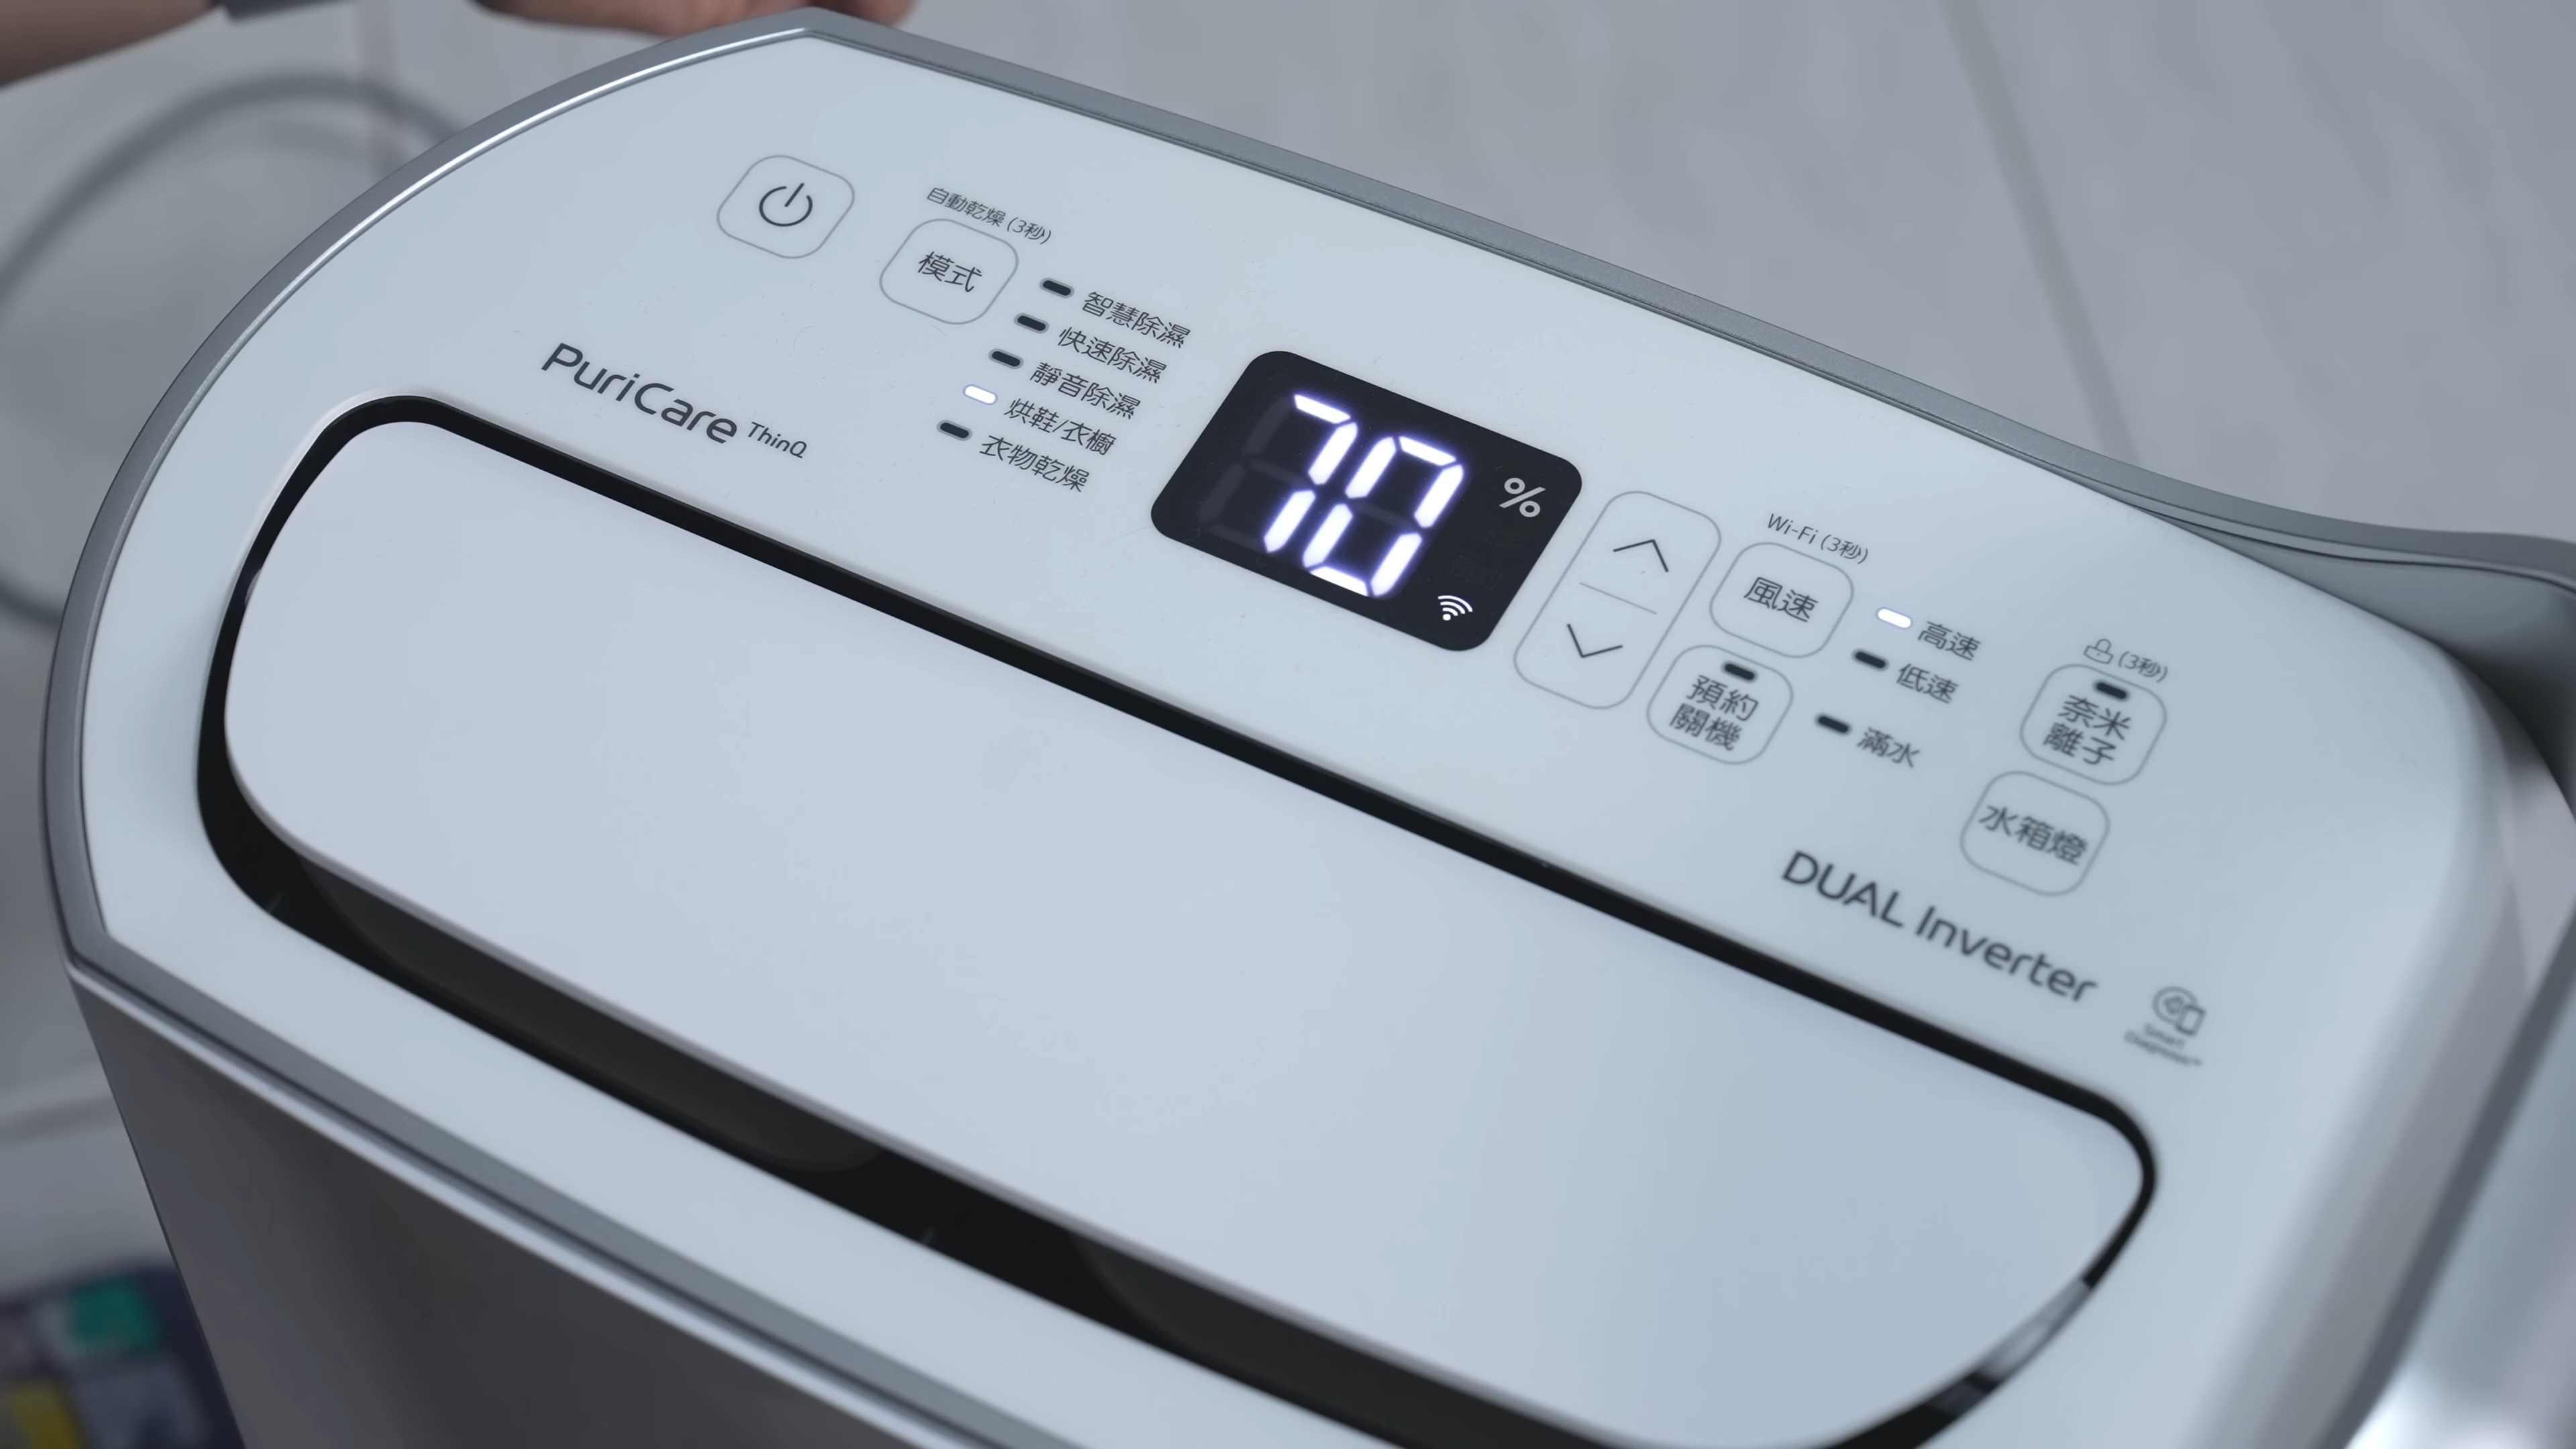 自動乾燥 (3秒)
模式
智慧除濕
快速除濕
靜音除濕
烘鞋/衣櫥
衣物乾燥
PuriCare ThinQ
70 %
Wi-Fi (3秒)
風速
高速
低速
預約
關機
滿水
(3秒)
奈米
離子
水箱燈
DUAL Inverter
Smart
Diagnosis™